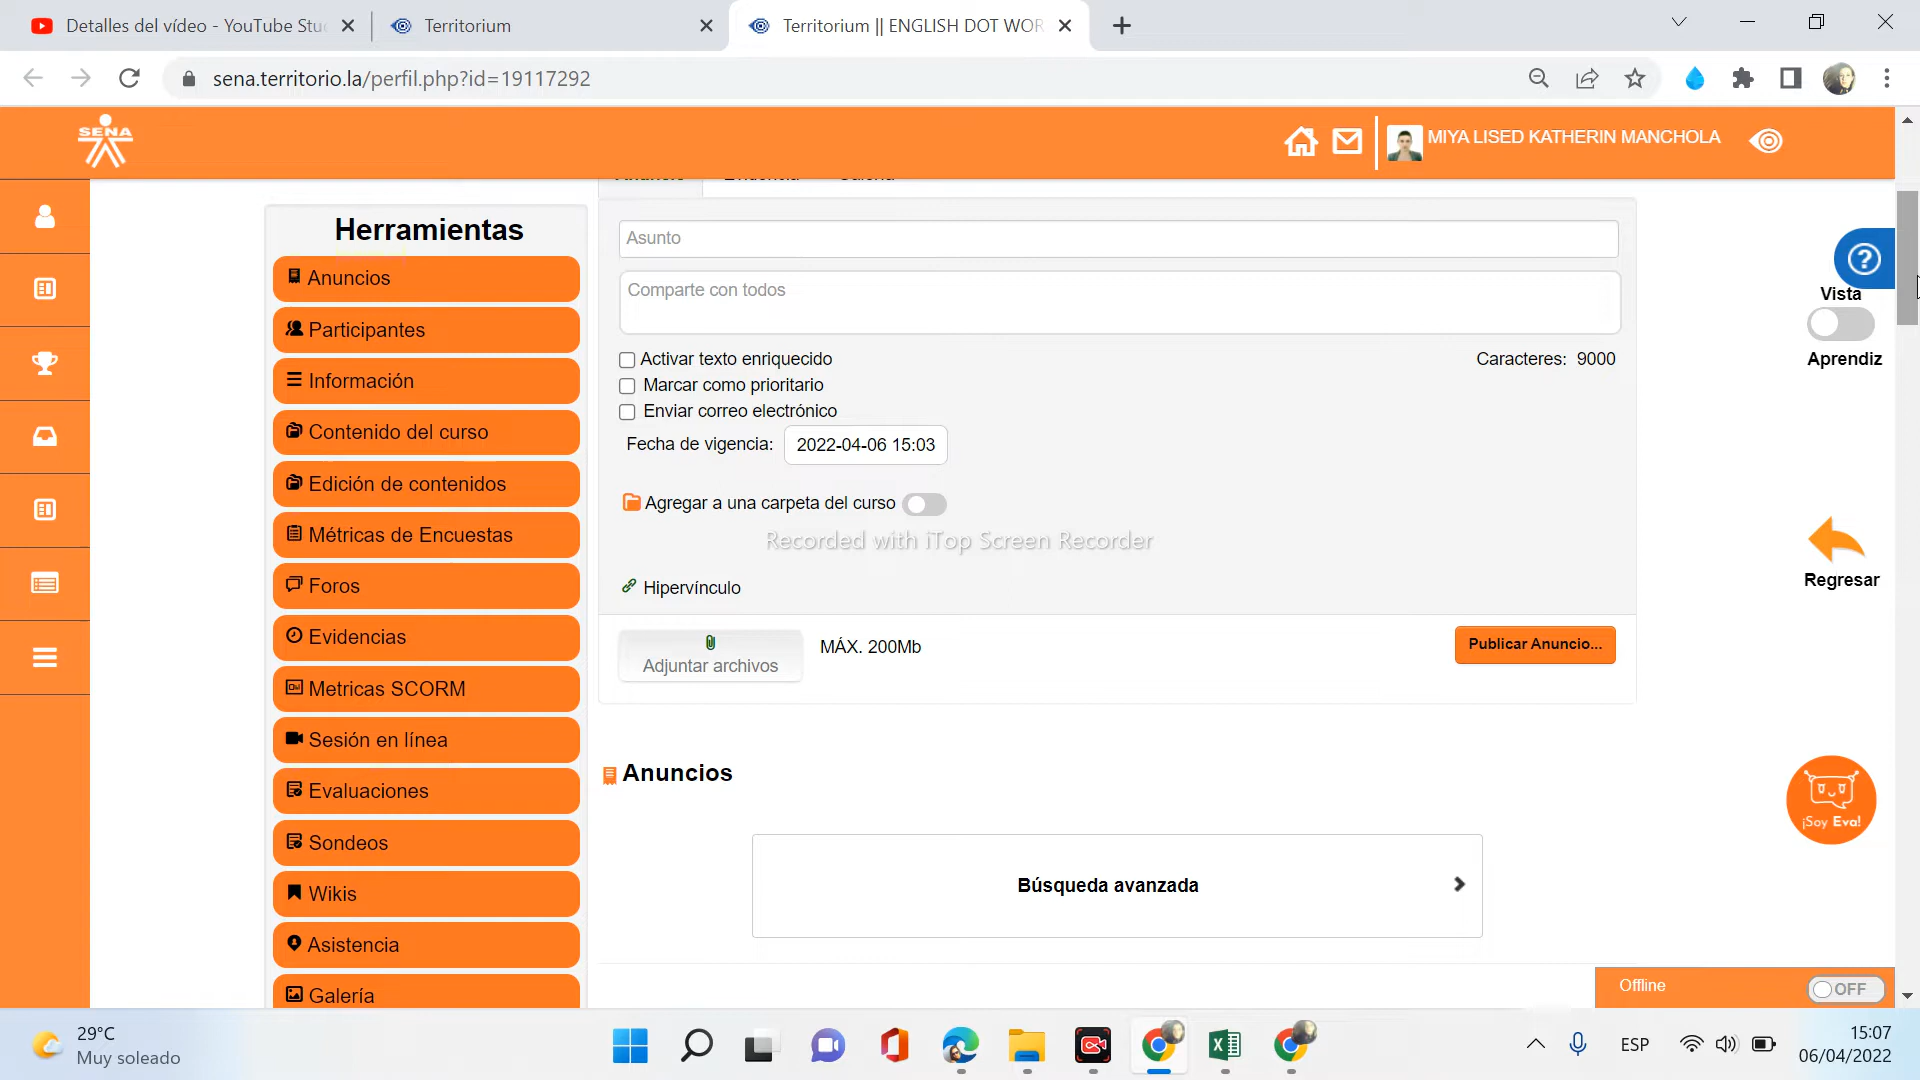 Detalles del vídeo - YouTube Stu
Territorium
Territorium || ENGLISH DOT WOR
sena.territorio.la/perfil.php?id=19117292
SENA
MIYA LISED KATHERIN MANCHOLA
Anuncio Evidencia Galería
Herramientas
Anuncios
Participantes
Información
Contenido del curso
Edición de contenidos
Métricas de Encuestas
Foros
Evidencias
Metricas SCORM
Sesión en línea
Evaluaciones
Sondeos
Wikis
Asistencia
Galería
Asunto
Comparte con todos
Activar texto enriquecido
Caracteres: 9000
Marcar como prioritario
Enviar correo electrónico
Fecha de vigencia: 2022-04-06 15:03
Agregar a una carpeta del curso
Recorded with iTop Screen Recorder
Hipervínculo
Adjuntar archivos
MÁX. 200Mb
Publicar Anuncio...
Anuncios
Búsqueda avanzada
Vista
Aprendiz
Regresar
¡Soy Eva!
Offline
OFF
29°C
Muy soleado
ESP
15:07
06/04/2022